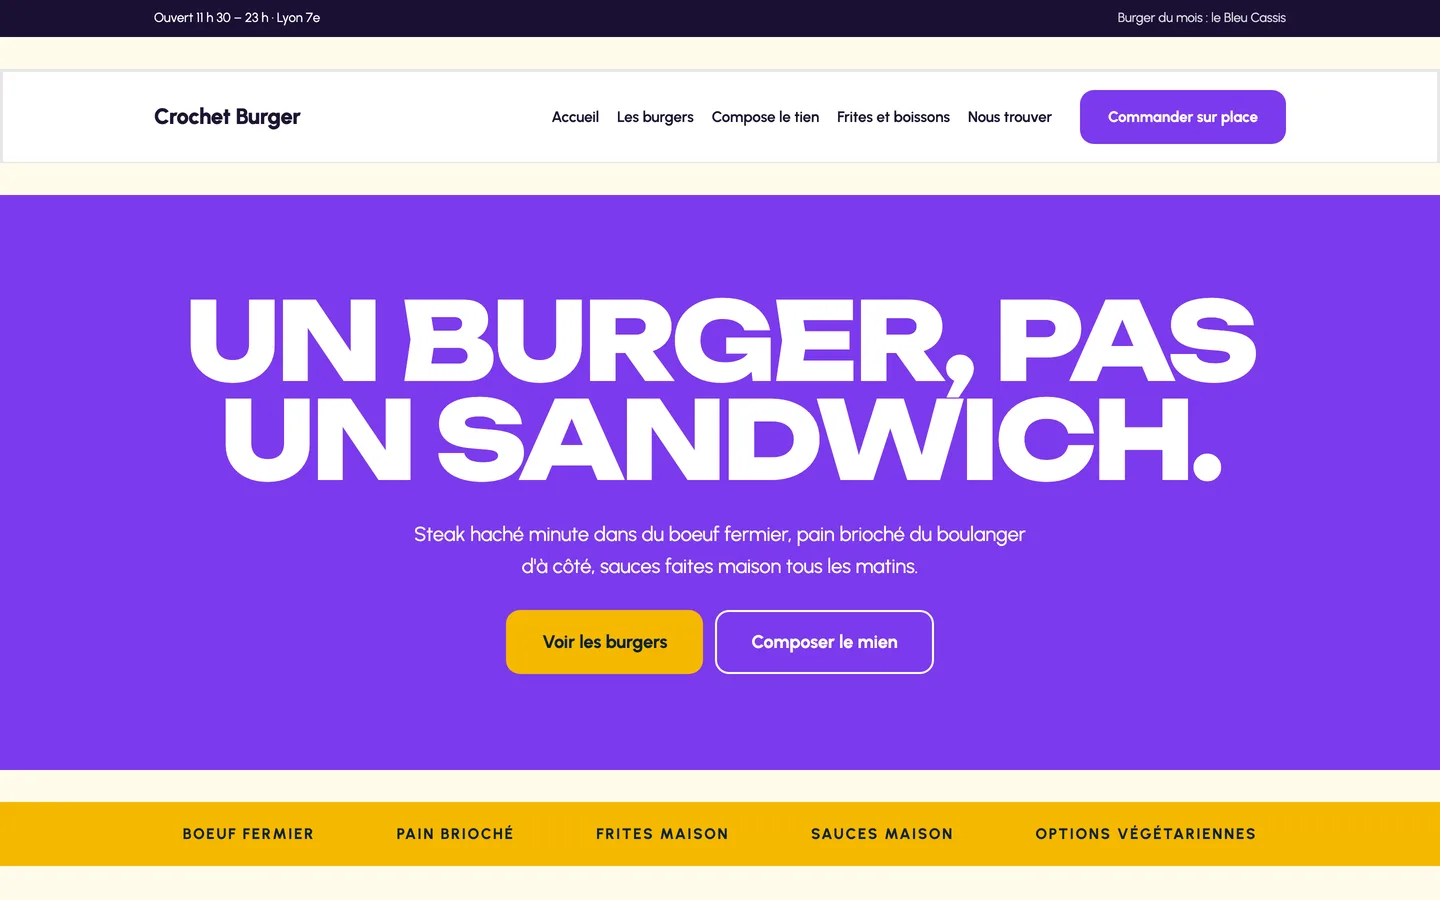 Ouvert 11 h 30 – 23 h · Lyon 7e
Burger du mois : le Bleu Cassis
Crochet Burger
Accueil
Les burgers
Compose le tien
Frites et boissons
Nous trouver
Commander sur place
UN BURGER, PAS
UN SANDWICH.
Steak haché minute dans du boeuf fermier, pain brioché du boulanger
d'à côté, sauces faites maison tous les matins.
Voir les burgers
Composer le mien
BOEUF FERMIER
PAIN BRIOCHÉ
FRITES MAISON
SAUCES MAISON
OPTIONS VÉGÉTARIENNES